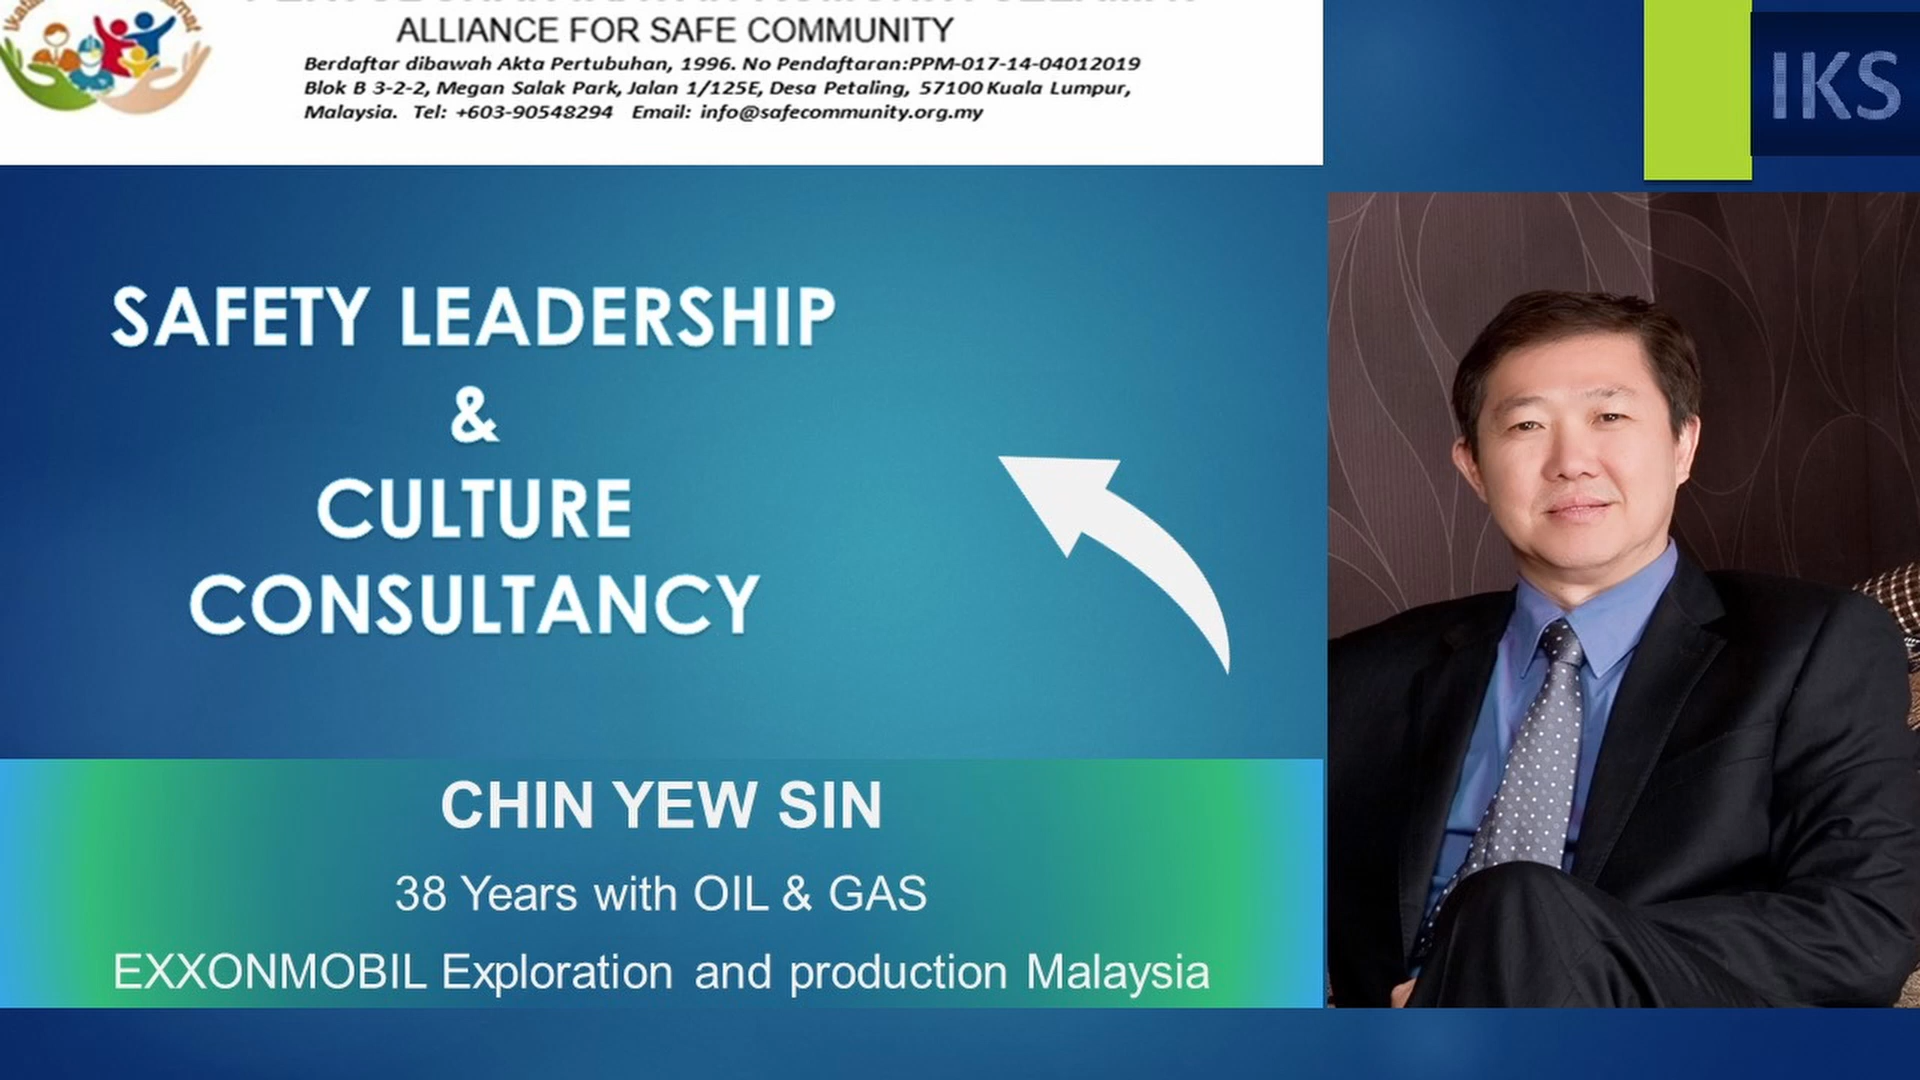 ALLIANCE FOR SAFE COMMUNITY
Berdaftar dibawah Akta Pertubuhan, 1996. No Pendaftaran:PPM-017-14-04012019
Blok B 3-2-2, Megan Salak Park, Jalan 1/125E, Desa Petaling, 57100 Kuala Lumpur,
Malaysia. Tel: +603-90548294 Email: info@safecommunity.org.my
IKS
SAFETY LEADERSHIP
&
CULTURE
CONSULTANCY
CHIN YEW SIN
38 Years with OIL & GAS
EXXONMOBIL Exploration and production Malaysia